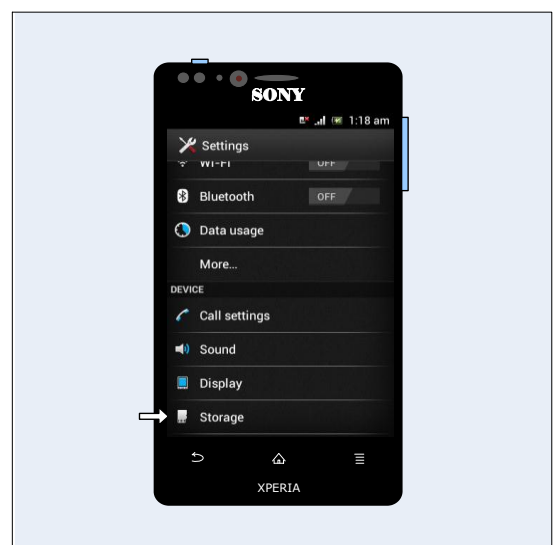 SONY
1:18 am
Settings
Wi-Fi OFF
Bluetooth OFF
Data usage
More...
DEVICE
Call settings
Sound
Display
Storage
XPERIA